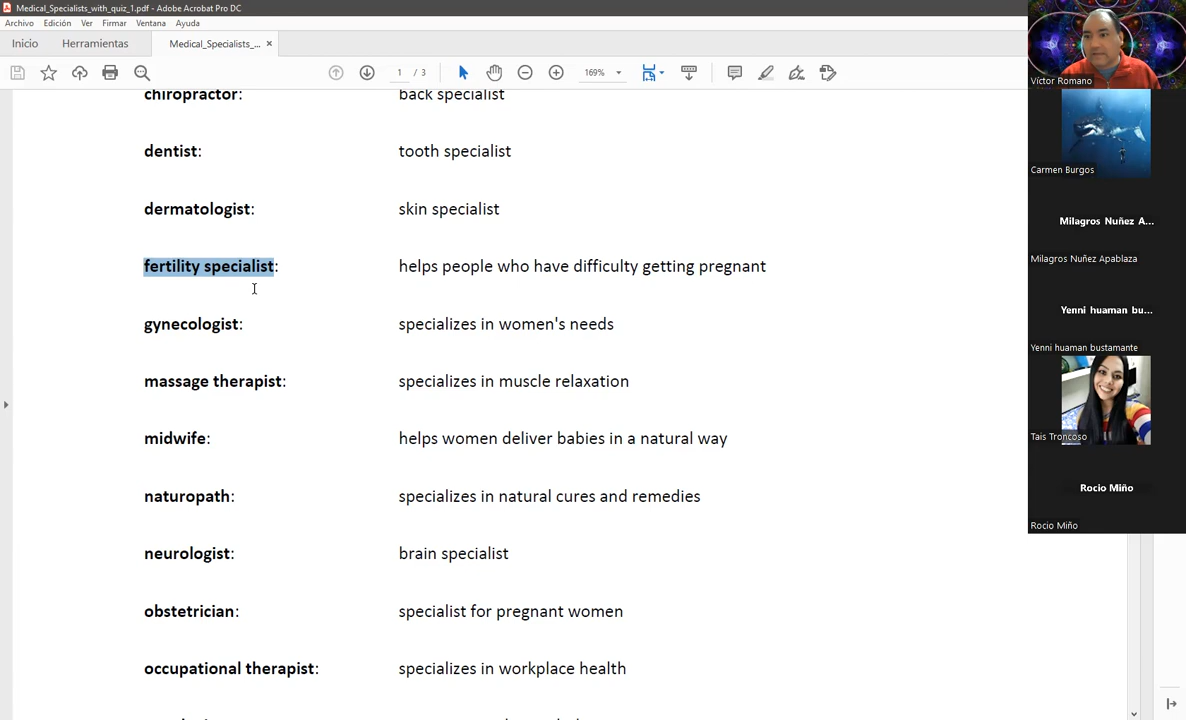 Medical_Specialists_with_quiz_1.pdf - Adobe Acrobat Pro DC
Archivo Edición Ver Firmar Ventana Ayuda
Inicio Herramientas Medical_Specialists_... ×
1 / 3 169%
chiropractor: back specialist
dentist: tooth specialist
dermatologist: skin specialist
fertility specialist: helps people who have difficulty getting pregnant
gynecologist: specializes in women's needs
massage therapist: specializes in muscle relaxation
midwife: helps women deliver babies in a natural way
naturopath: specializes in natural cures and remedies
neurologist: brain specialist
obstetrician: specialist for pregnant women
occupational therapist: specializes in workplace health
Víctor Romano
Carmen Burgos
Milagros Nuñez A...
Milagros Nuñez Apablaza
Yenni huaman bu...
Yenni huaman bustamante
Tais Troncoso
Rocio Miño
Rocio Miño